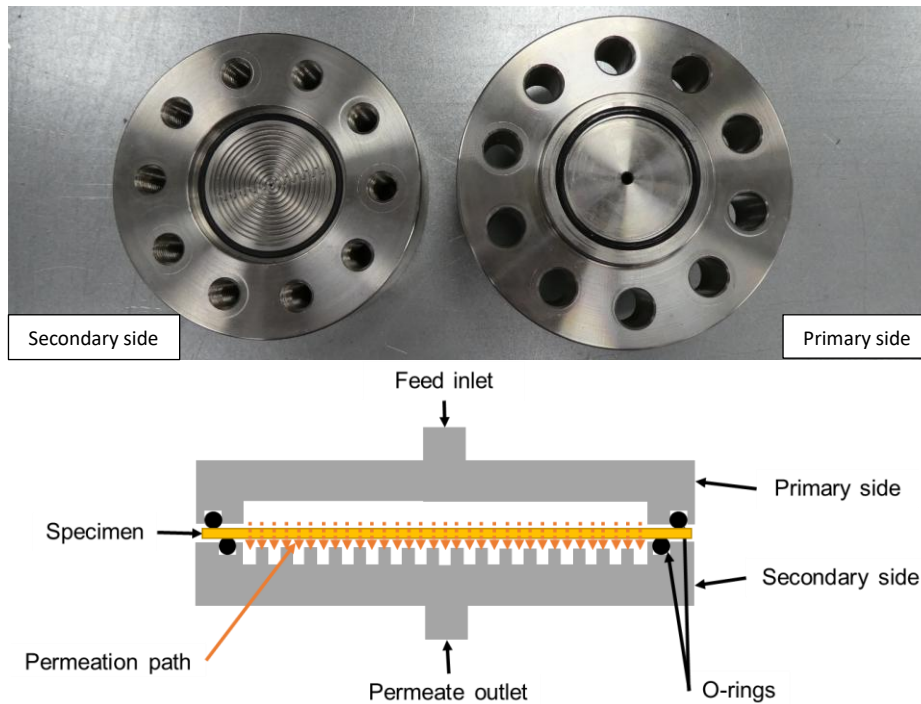 Secondary side
Primary side
Feed inlet
Primary side
Specimen
Secondary side
Permeation path
Permeate outlet
O-rings